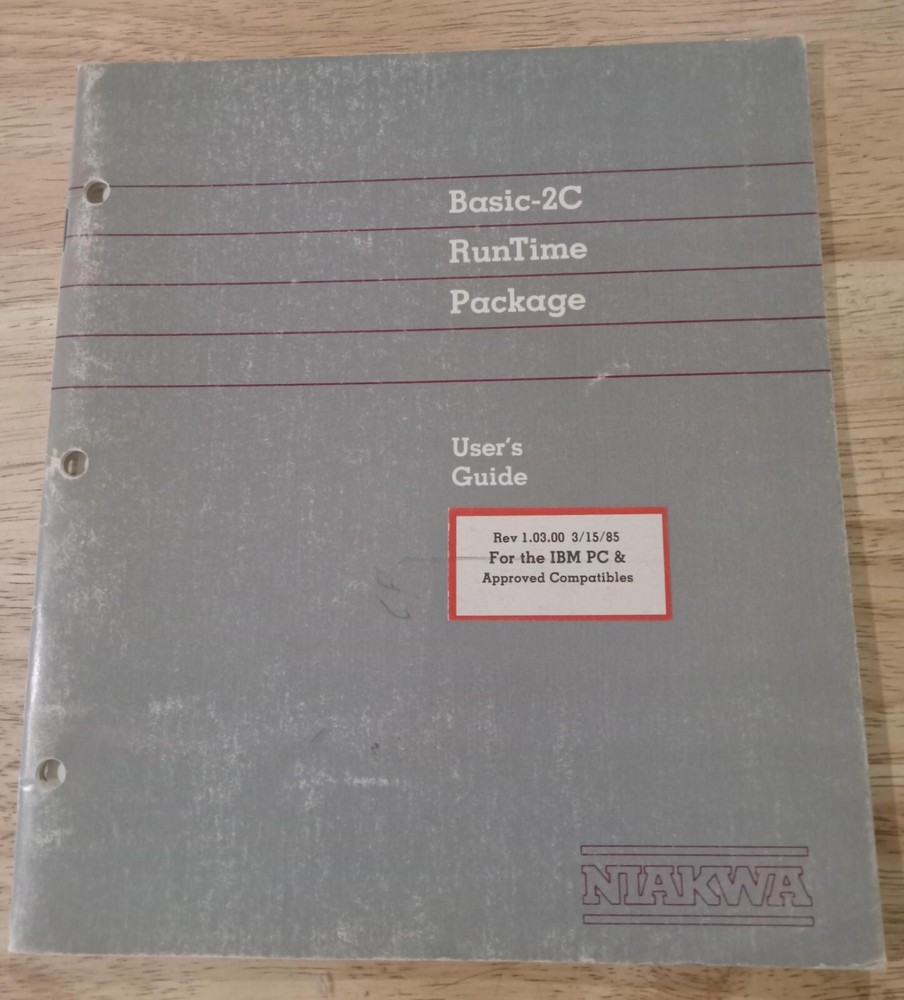 Basic-2C
RunTime
Package
User's
Guide
Rev 1.03.00 3/15/85
For the IBM PC &
Approved Compatibles
NIAKWA